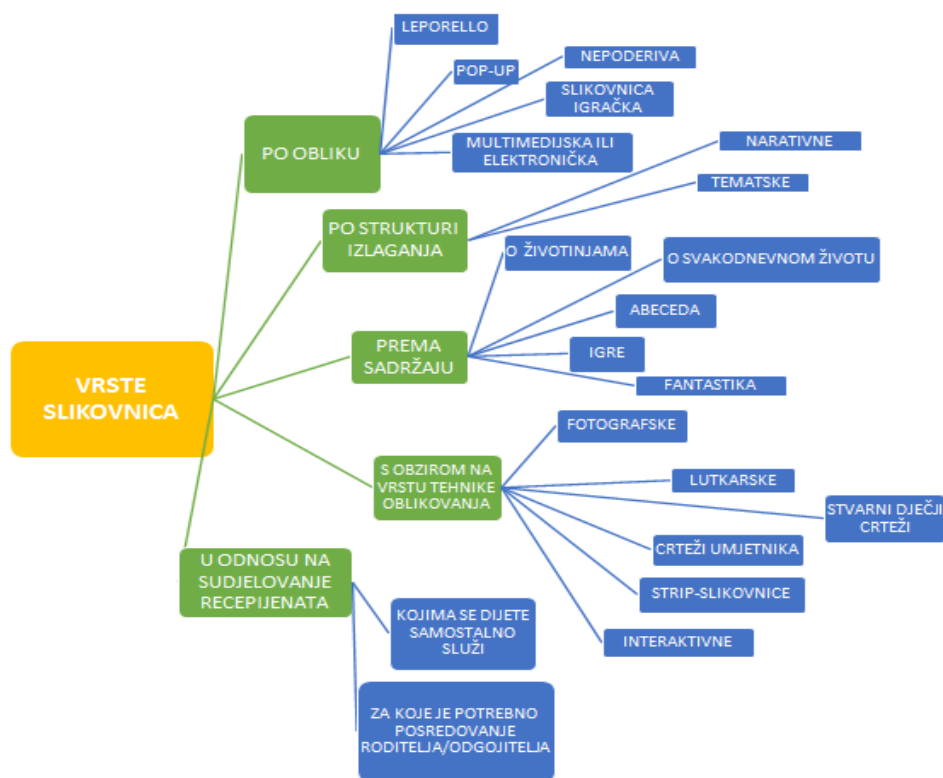 VRSTE
SLIKOVNICA
PO OBLIKU
LEPORELLO
POP-UP
NEPODERIVA
SLIKOVNICA
IGRAČKA
MULTIMEDIJSKA ILI
ELEKTRONIČKA
PO STRUKTURI
IZLAGANJA
NARATIVNE
TEMATSKE
PREMA
SADRŽAJU
O ŽIVOTINJAMA
O SVAKODNEVNOM ŽIVOTU
ABECEDA
IGRE
FANTASTIKA
S OBZIROM NA
VRSTU TEHNIKE
OBLIKOVANJA
FOTOGRAFSKE
LUTKARSKE
STVARNI DJEČJI
CRTEŽI
CRTEŽI UMJETNIKA
STRIP-SLIKOVNICE
INTERAKTIVNE
U ODNOSU NA
SUDJELOVANJE
RECEPIJENATA
KOJIMA SE DIJETE
SAMOSTALNO
SLUŽI
ZA KOJE JE POTREBNO
POSREDOVANJE
RODITELJA/ODGOJITELJA